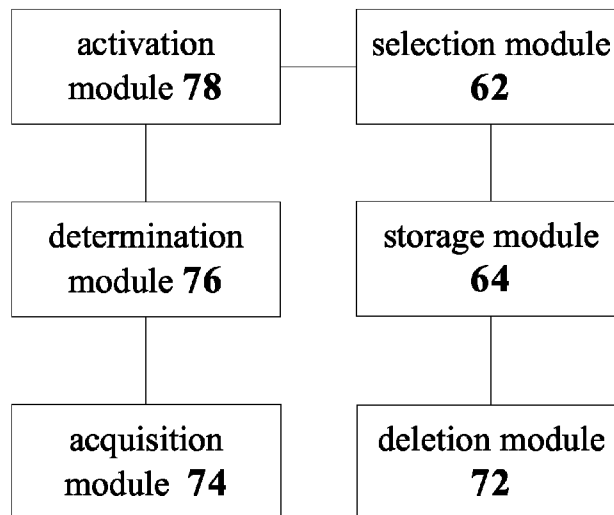 activation
module 78
selection module
62
determination
module 76
storage module
64
acquisition
module 74
deletion module
72